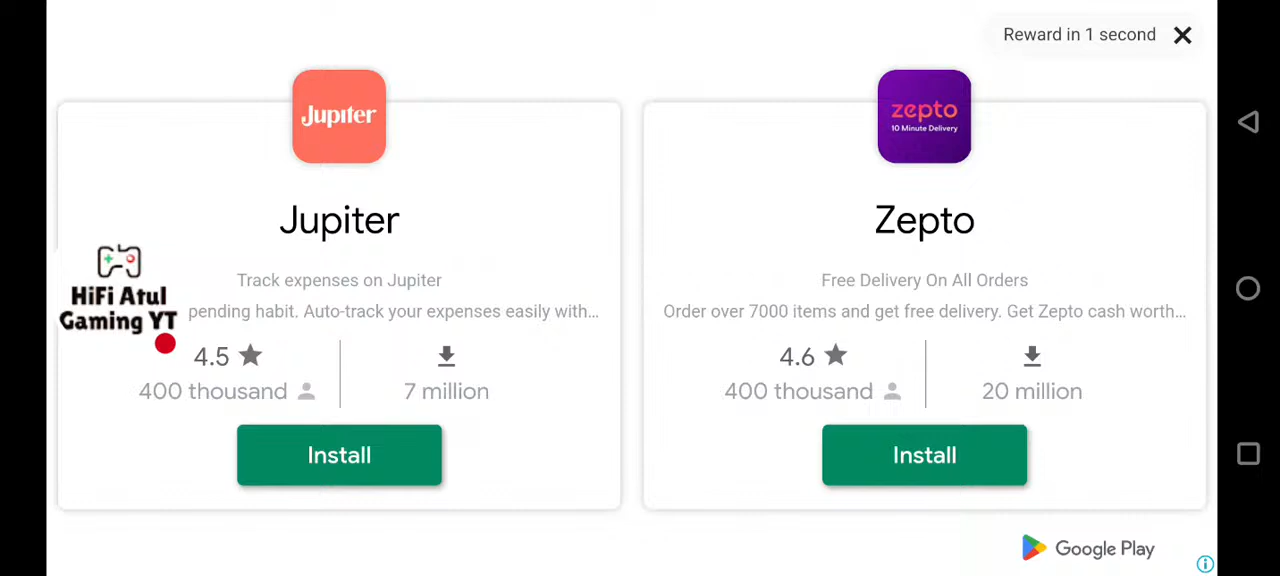 Reward in 1 second
Jupiter
Jupiter
Track expenses on Jupiter
pending habit. Auto-track your expenses easily with...
4.5
400 thousand
7 million
Install
zepto
10 Minute Delivery
Zepto
Free Delivery On All Orders
Order over 7000 items and get free delivery. Get Zepto cash worth...
4.6
400 thousand
20 million
Install
HiFi Atul
Gaming YT
Google Play